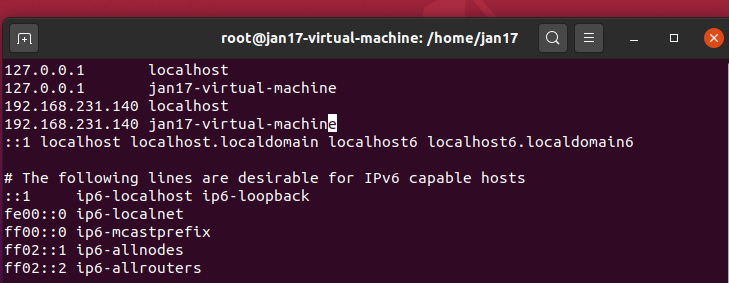 root@jan17-virtual-machine: /home/jan17
127.0.0.1       localhost
127.0.0.1       jan17-virtual-machine
192.168.231.140 localhost
192.168.231.140 jan17-virtual-machine
::1 localhost localhost.localdomain localhost6 localhost6.localdomain6
# The following lines are desirable for IPv6 capable hosts
::1     ip6-localhost ip6-loopback
fe00::0 ip6-localnet
ff00::0 ip6-mcastprefix
ff02::1 ip6-allnodes
ff02::2 ip6-allrouters